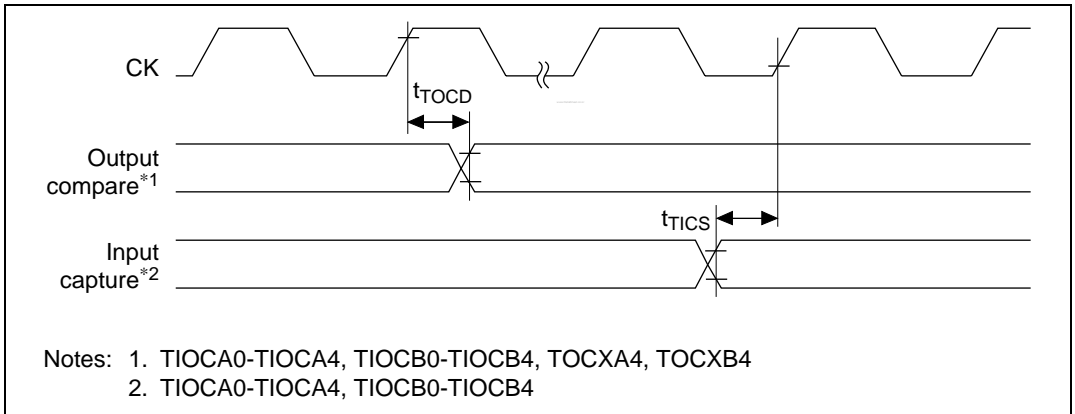 CK
tTOCD
Output
compare*1
tTICS
Input
capture*2
Notes: 1. TIOCA0-TIOCA4, TIOCB0-TIOCB4, TOCXA4, TOCXB4
2. TIOCA0-TIOCA4, TIOCB0-TIOCB4